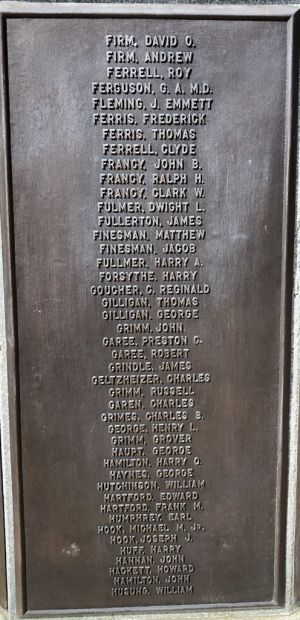 FIRM, DAVID O.
FIRM, ANDREW
FERRELL, ROY
FERGUSON, G. A. M.D.
FLEMING, J. EMMETT
FERRIS, FREDERICK
FERRIS, THOMAS
FERRELL, CLYDE
FRANCY, JOHN B.
FRANCY, RALPH H.
FRANCY, CLARK W.
FULMER, DWIGHT L.
FULLERTON, JAMES
FINESMAN, MATTHEW
FINESMAN, JACOB
FULLMER, HARRY A.
FORSYTHE, HARRY
GOUCHER, C. REGINALD
GILLIGAN, THOMAS
GILLIGAN, GEORGE
GRIMM, JOHN
GAREE, PRESTON C.
GAREE, ROBERT
GRINDLE, JAMES
GELTZHEIZER, CHARLES
GRIMM, RUSSELL
GAREN, CHARLES
GRIMES, CHARLES B.
GEORGE, HENRY L.
GRIMM, GROVER
HAUPT, GEORGE
HAMILTON, HARRY O.
HAYNES, GEORGE
HUTCHINSON, WILLIAM
HARTFORD, EDWARD
HARTFORD, FRANK M.
HUMPHREY, EARL
HOOK, MICHAEL M. JR.
HOOK, JOSEPH J.
HUFF, HARRY
HANNAN, JOHN
HACKETT, HOWARD
HAMILTON, JOHN
HUSUNG, WILLIAM